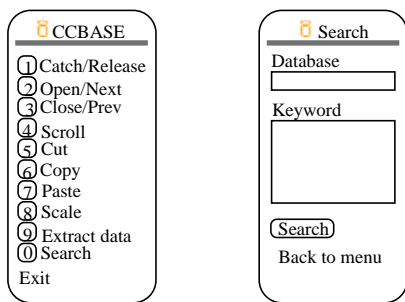 CCBASE
1 Catch/Release
2 Open/Next
3 Close/Prev
4 Scroll
5 Cut
6 Copy
7 Paste
8 Scale
9 Extract data
0 Search
Exit
Search
Database
Keyword
Search
Back to menu